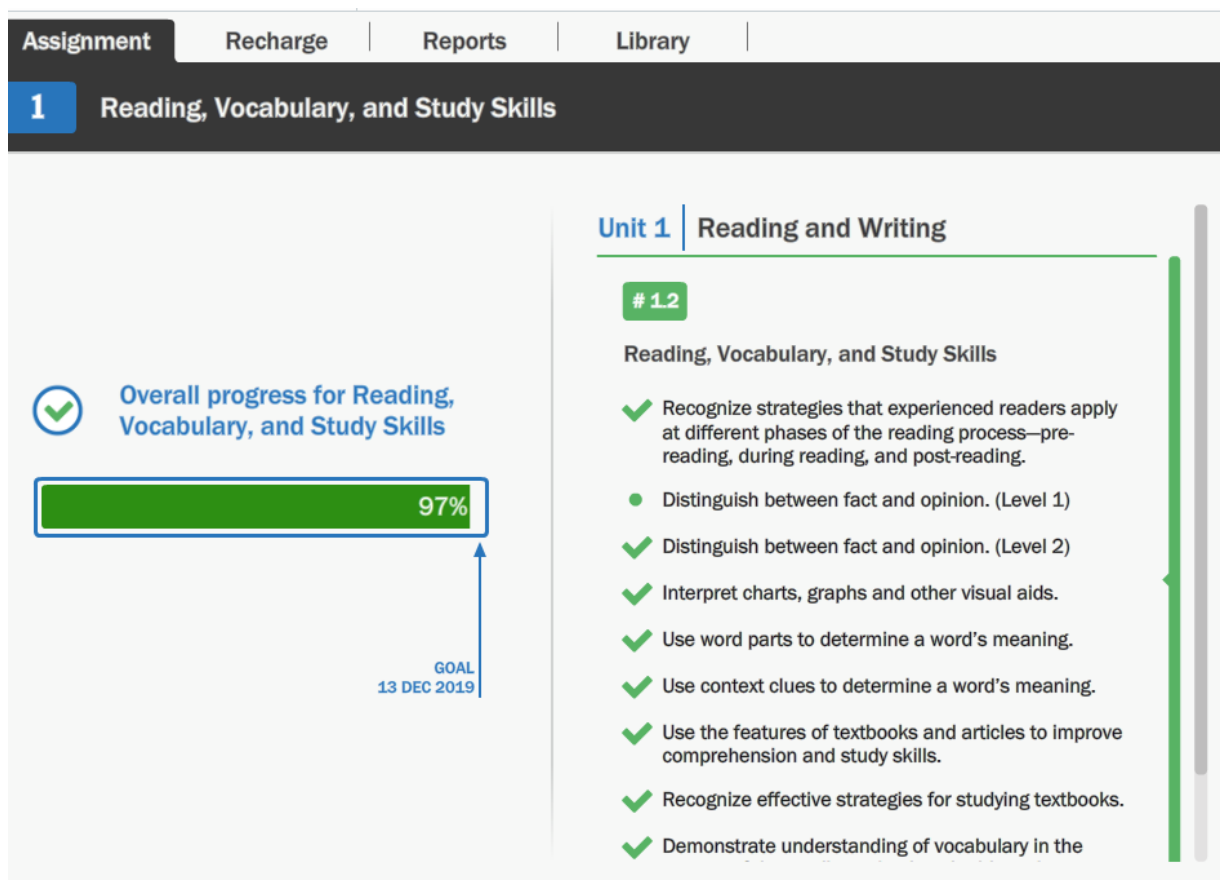 Assignment Recharge Reports Library
1 Reading, Vocabulary, and Study Skills
Overall progress for Reading,
Vocabulary, and Study Skills
97%
GOAL
13 DEC 2019
Unit 1 Reading and Writing
# 1.2
Reading, Vocabulary, and Study Skills
Recognize strategies that experienced readers apply
at different phases of the reading process—pre-
reading, during reading, and post-reading.
Distinguish between fact and opinion. (Level 1)
Distinguish between fact and opinion. (Level 2)
Interpret charts, graphs and other visual aids.
Use word parts to determine a word's meaning.
Use context clues to determine a word's meaning.
Use the features of textbooks and articles to improve
comprehension and study skills.
Recognize effective strategies for studying textbooks.
Demonstrate understanding of vocabulary in the